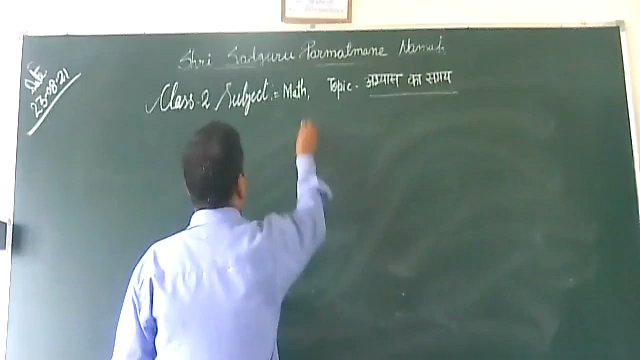 Shri Sadguru Parmatmane Namah
Date
23.08.21
Class-2 Subject = Math, Topic - अभ्यास का समय